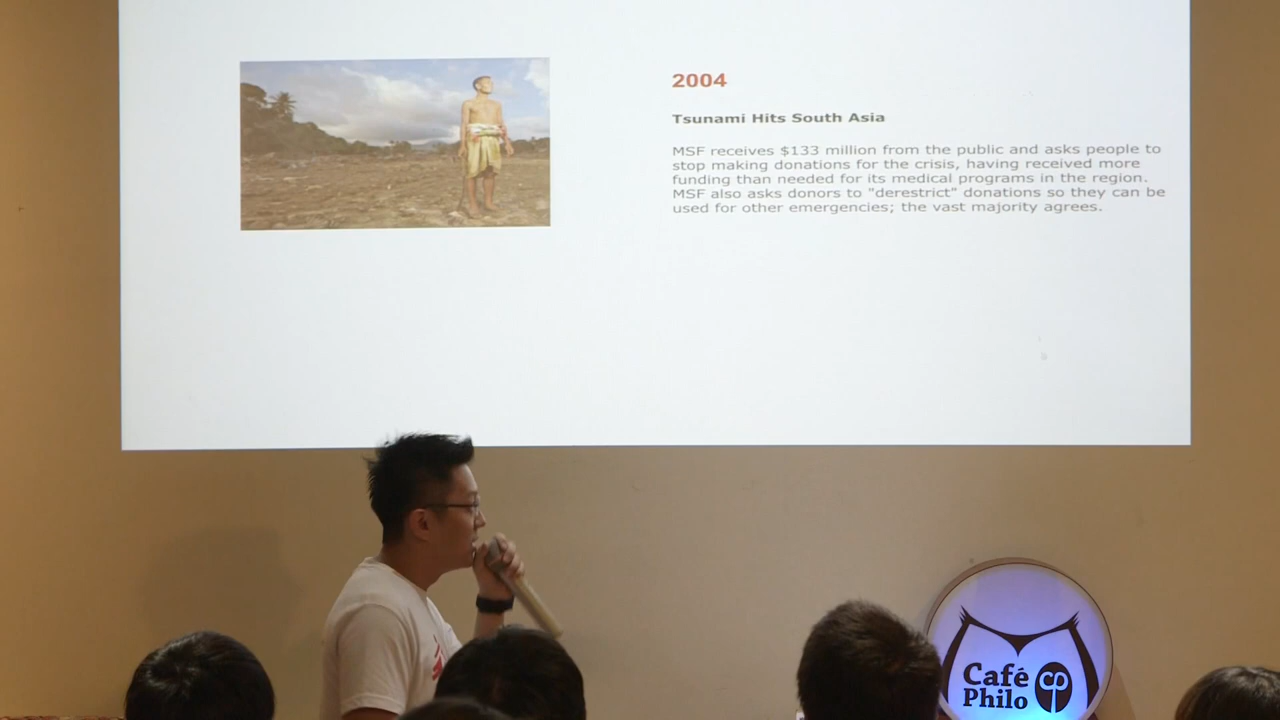 2004
Tsunami Hits South Asia
MSF receives $133 million from the public and asks people to
stop making donations for the crisis, having received more
funding than needed for its medical programs in the region.
MSF also asks donors to "derestrict" donations so they can be
used for other emergencies; the vast majority agrees.
Café
Philo
cp